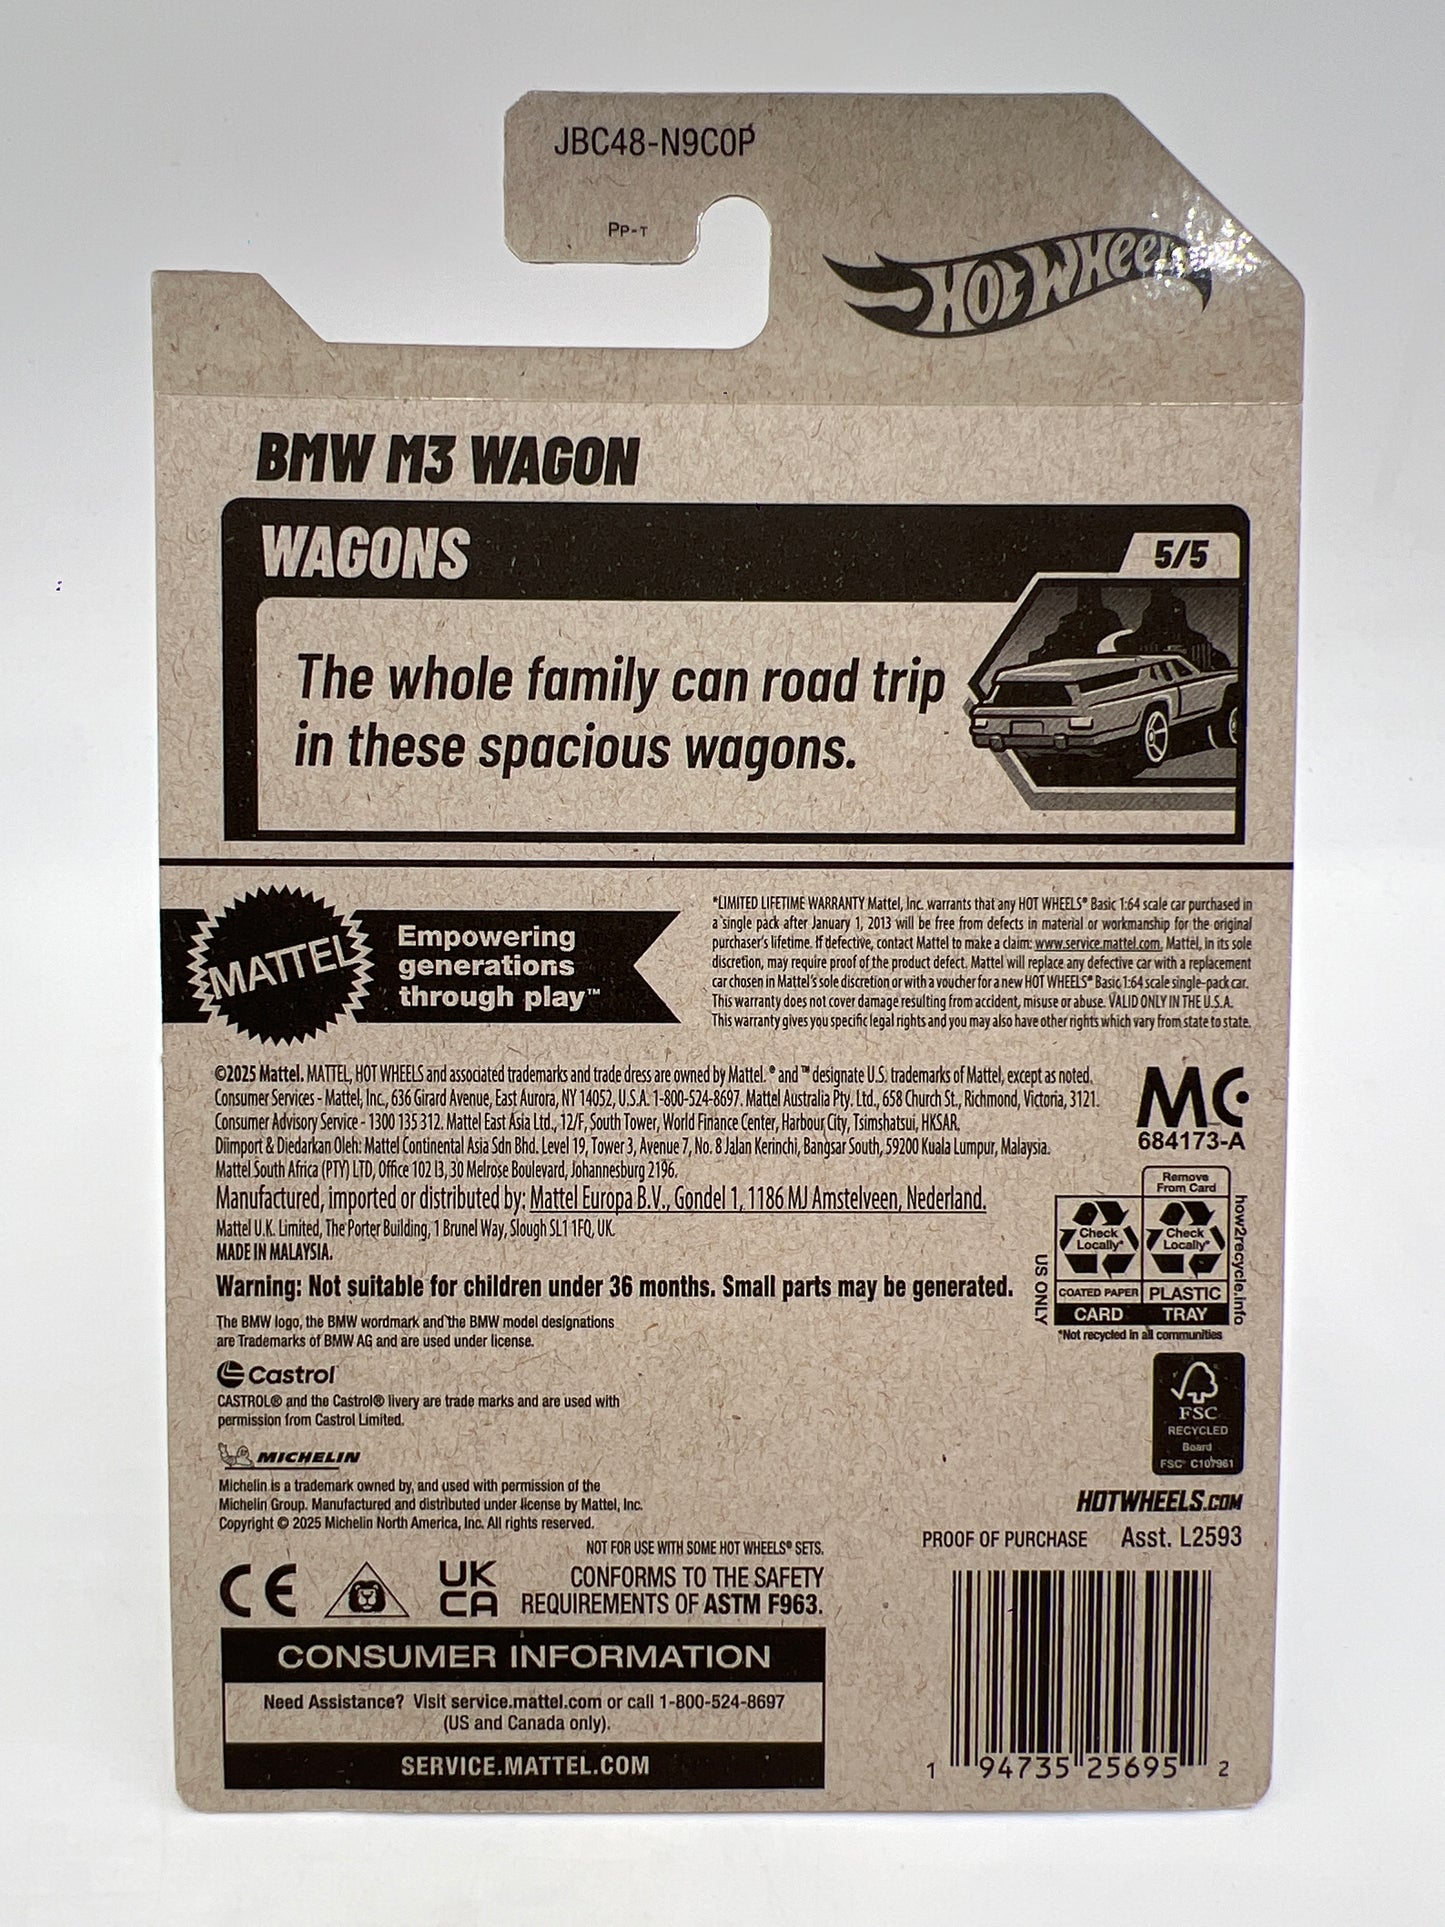 JBC48-N9C0P
PP-T
HOT WHEELS
BMW M3 WAGON
WAGONS
5/5
The whole family can road trip
in these spacious wagons.
MATTEL
Empowering
generations
through play™
*LIMITED LIFETIME WARRANTY Mattel, Inc. warrants that any HOT WHEELS® Basic 1:64 scale car purchased in
a single pack after January 1, 2013 will be free from defects in material or workmanship for the original
purchaser's lifetime. If defective, contact Mattel to make a claim: www.service.mattel.com. Mattel, in its sole
discretion, may require proof of the product defect. Mattel will replace any defective car with a replacement
car chosen in Mattel's sole discretion or with a voucher for a new HOT WHEELS® Basic 1:64 scale single-pack car.
This warranty does not cover damage resulting from accident, misuse or abuse. VALID ONLY IN THE U.S.A.
This warranty gives you specific legal rights and you may also have other rights which vary from state to state.
©2025 Mattel. MATTEL, HOT WHEELS and associated trademarks and trade dress are owned by Mattel. ® and ™ designate U.S. trademarks of Mattel, except as noted.
Consumer Services - Mattel, Inc., 636 Girard Avenue, East Aurora, NY 14052, U.S.A. 1-800-524-8697. Mattel Australia Pty. Ltd., 658 Church St., Richmond, Victoria, 3121.
Consumer Advisory Service - 1300 135 312. Mattel East Asia Ltd., 12/F, South Tower, World Finance Center, Harbour City, Tsimshatsui, HKSAR.
Diimport & Diedarkan Oleh: Mattel Continental Asia Sdn Bhd. Level 19, Tower 3, Avenue 7, No. 8 Jalan Kerinchi, Bangsar South, 59200 Kuala Lumpur, Malaysia.
Mattel South Africa (PTY) LTD, Office 102 I3, 30 Melrose Boulevard, Johannesburg 2196.
Manufactured, imported or distributed by: Mattel Europa B.V., Gondel 1, 1186 MJ Amstelveen, Nederland.
Mattel U.K. Limited, The Porter Building, 1 Brunel Way, Slough SL1 1FQ, UK.
MADE IN MALAYSIA.
MC
684173-A
Remove
From Card
Check
Locally*
Check
Locally*
COATED PAPER
PLASTIC
CARD
TRAY
US ONLY
how2recycle.info
*Not recycled in all communities
Warning: Not suitable for children under 36 months. Small parts may be generated.
The BMW logo, the BMW wordmark and the BMW model designations
are Trademarks of BMW AG and are used under license.
Castrol
CASTROL® and the Castrol® livery are trade marks and are used with
permission from Castrol Limited.
MICHELIN
Michelin is a trademark owned by, and used with permission of the
Michelin Group. Manufactured and distributed under license by Mattel, Inc.
Copyright © 2025 Michelin North America, Inc. All rights reserved.
FSC
RECYCLED
Board
FSC® C107961
HOTWHEELS.COM
PROOF OF PURCHASE Asst. L2593
NOT FOR USE WITH SOME HOT WHEELS® SETS.
CE
UK
CA
CONFORMS TO THE SAFETY
REQUIREMENTS OF ASTM F963.
CONSUMER INFORMATION
Need Assistance? Visit service.mattel.com or call 1-800-524-8697
(US and Canada only).
SERVICE.MATTEL.COM
1 94735 25695 2